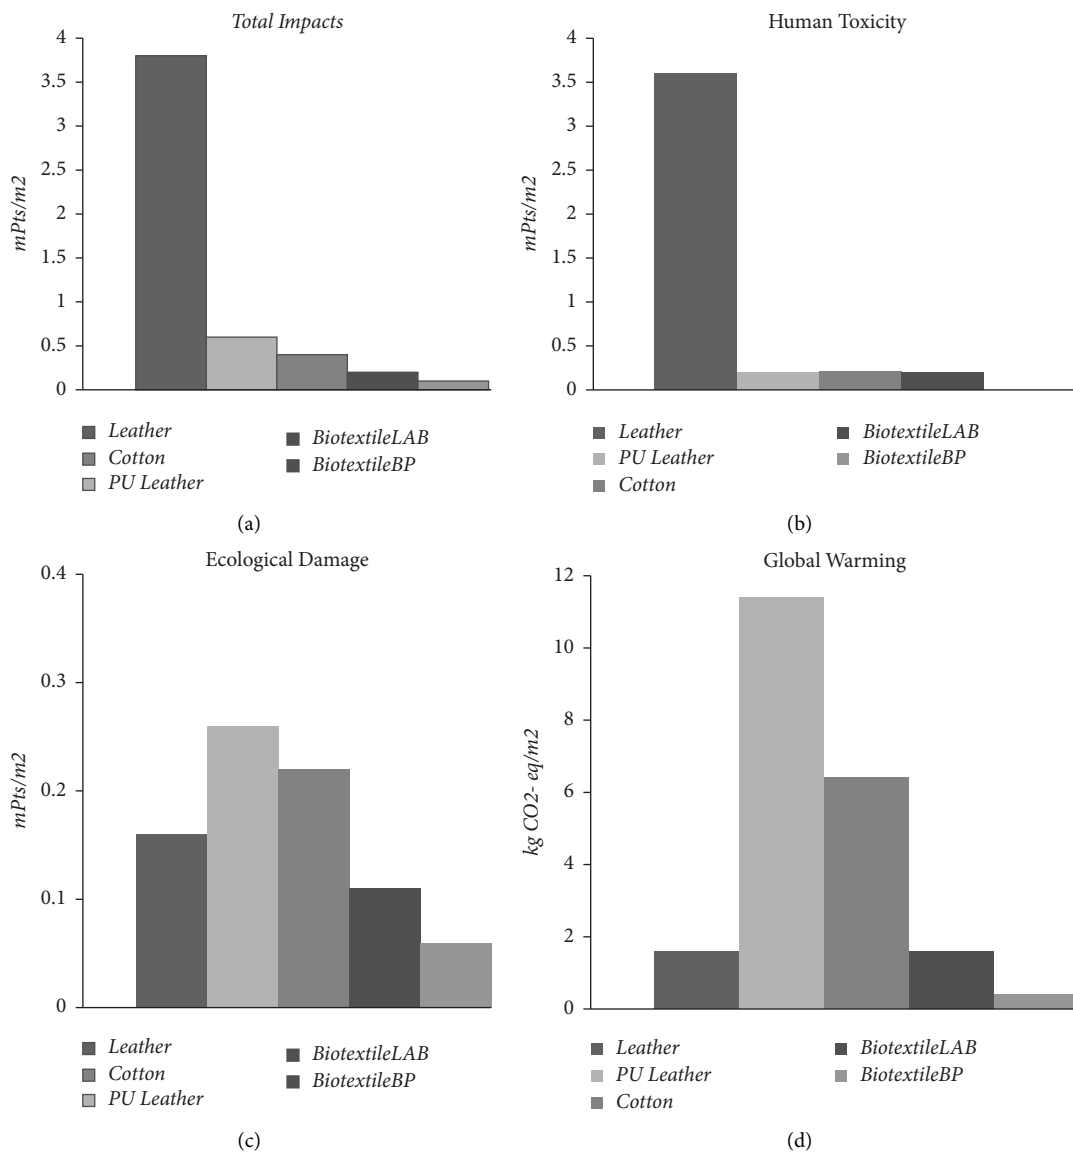 Total Impacts
4
3.5
3
2.5
2
1.5
1
0.5
0
mPts/m2
Leather
Cotton
PU Leather
BiotextileLAB
BiotextileBP
(a)
Human Toxicity
4
3.5
3
2.5
2
1.5
1
0.5
0
mPts/m2
Leather
PU Leather
Cotton
BiotextileLAB
BiotextileBP
(b)
Ecological Damage
0.4
0.3
0.2
0.1
0
mPts/m2
Leather
Cotton
PU Leather
BiotextileLAB
BiotextileBP
(c)
Global Warming
12
10
8
6
4
2
0
kg CO2- eq/m2
Leather
PU Leather
Cotton
BiotextileLAB
BiotextileBP
(d)